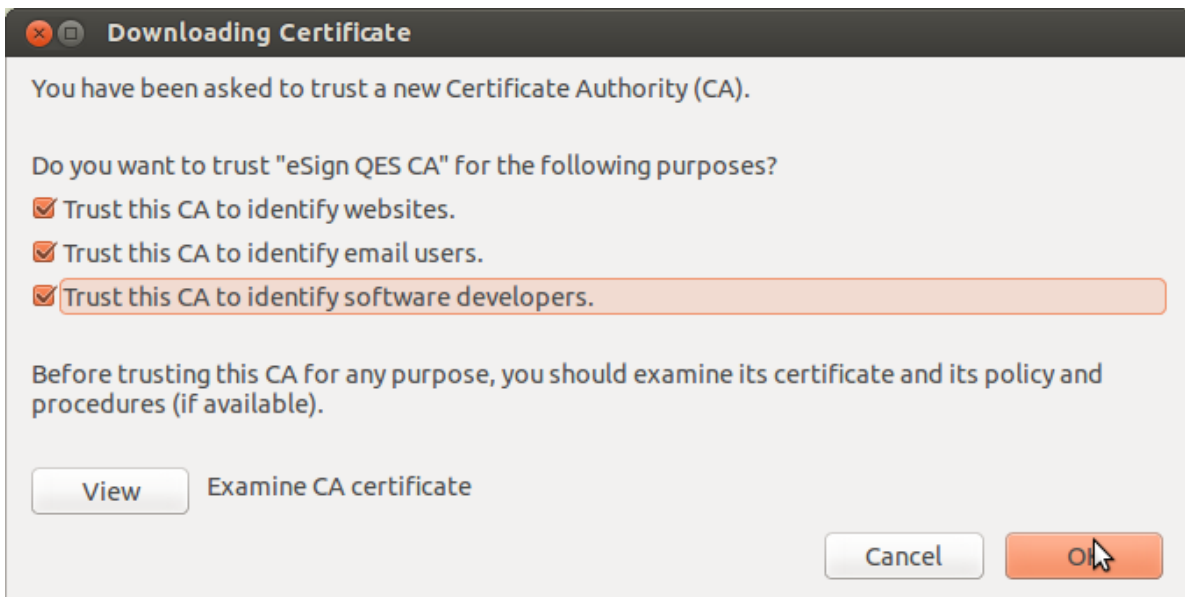 Downloading Certificate
You have been asked to trust a new Certificate Authority (CA).
Do you want to trust "eSign QES CA" for the following purposes?
Trust this CA to identify websites.
Trust this CA to identify email users.
Trust this CA to identify software developers.
Before trusting this CA for any purpose, you should examine its certificate and its policy and
procedures (if available).
View Examine CA certificate
Cancel OK